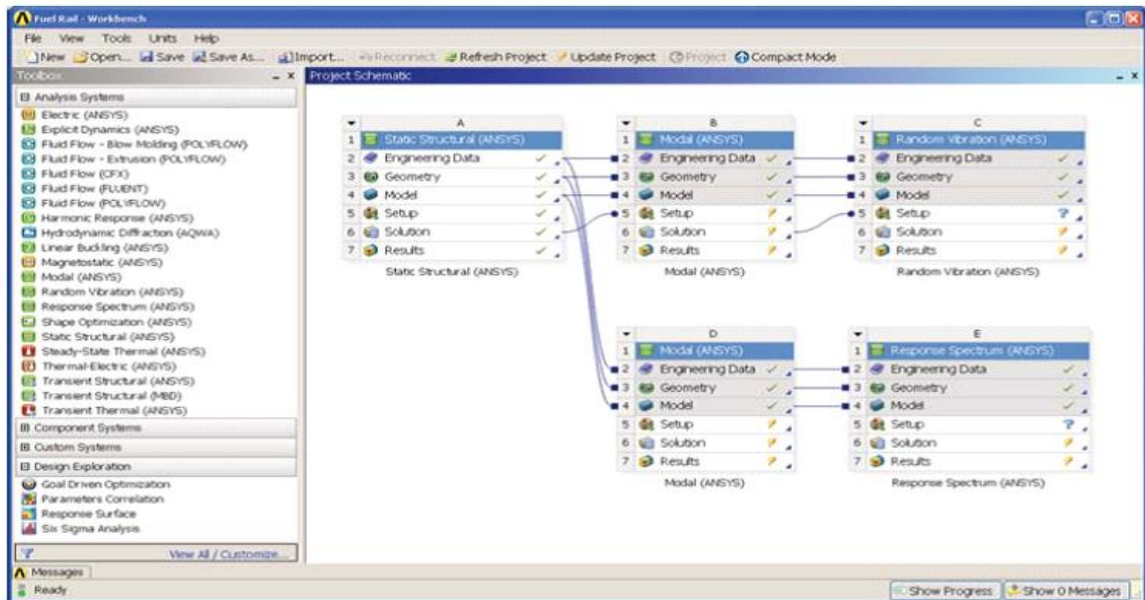 Fuel Rail - Workbench
File View Tools Units Help
New Open... Save Save As... Import... Reconnect Refresh Project Update Project Project Compact Mode
Toolbox
Analysis Systems
Electric (ANSYS)
Explicit Dynamics (ANSYS)
Fluid Flow - Blow Molding (POLYFLOW)
Fluid Flow - Extrusion (POLYFLOW)
Fluid Flow (CFX)
Fluid Flow (FLUENT)
Fluid Flow (POLYFLOW)
Harmonic Response (ANSYS)
Hydrodynamic Diffraction (AQWA)
Linear Buckling (ANSYS)
Magnetostatic (ANSYS)
Modal (ANSYS)
Random Vibration (ANSYS)
Response Spectrum (ANSYS)
Shape Optimization (ANSYS)
Static Structural (ANSYS)
Steady-State Thermal (ANSYS)
Thermal-Electric (ANSYS)
Transient Structural (ANSYS)
Transient Structural (MBD)
Transient Thermal (ANSYS)
Component Systems
Custom Systems
Design Exploration
Goal Driven Optimization
Parameters Correlation
Response Surface
Six Sigma Analysis
View All / Customize...
Project Schematic
A
1 Static Structural (ANSYS)
2 Engineering Data
3 Geometry
4 Model
5 Setup
6 Solution
7 Results
Static Structural (ANSYS)
B
1 Modal (ANSYS)
2 Engineering Data
3 Geometry
4 Model
5 Setup
6 Solution
7 Results
Modal (ANSYS)
C
1 Random Vibration (ANSYS)
2 Engineering Data
3 Geometry
4 Model
5 Setup
6 Solution
7 Results
Random Vibration (ANSYS)
D
1 Modal (ANSYS)
2 Engineering Data
3 Geometry
4 Model
5 Setup
6 Solution
7 Results
Modal (ANSYS)
E
1 Response Spectrum (ANSYS)
2 Engineering Data
3 Geometry
4 Model
5 Setup
6 Solution
7 Results
Response Spectrum (ANSYS)
Messages
Ready
Show Progress Show 0 Messages